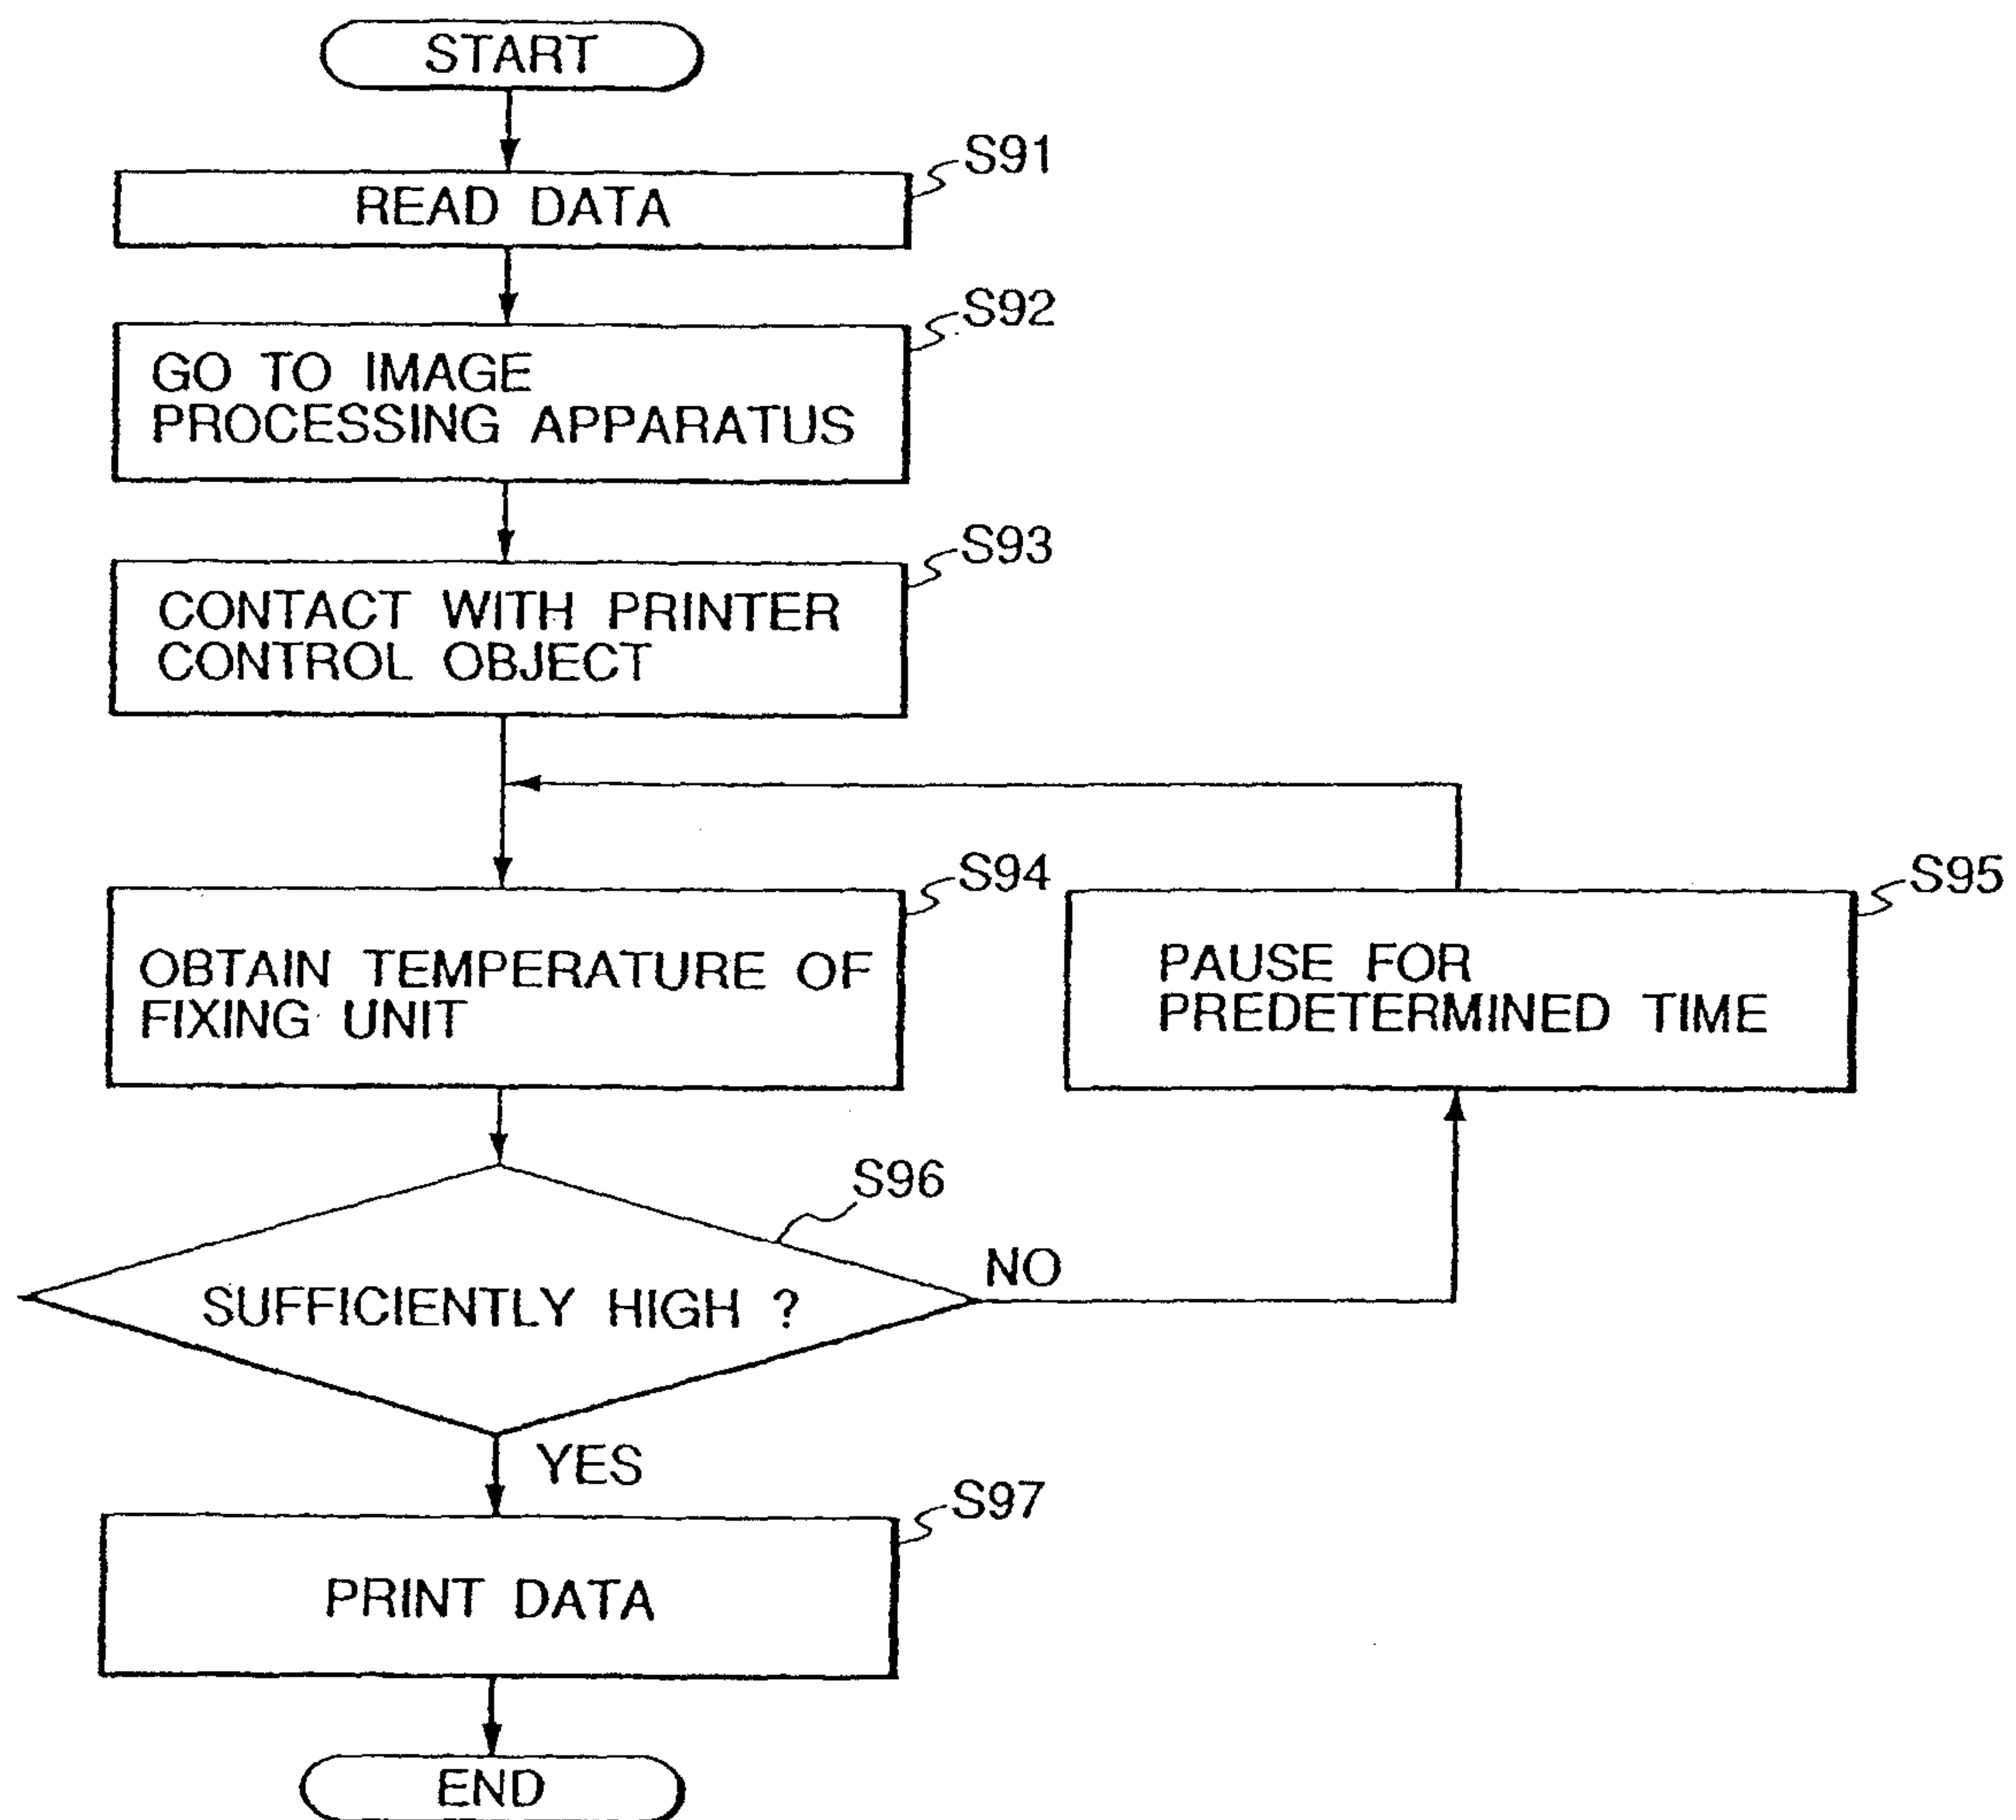 START
S91
READ DATA
S92
GO TO IMAGE
PROCESSING APPARATUS
S93
CONTACT WITH PRINTER
CONTROL OBJECT
S94
OBTAIN TEMPERATURE OF
FIXING UNIT
S95
PAUSE FOR
PREDETERMINED TIME
S96
SUFFICIENTLY HIGH ?
NO
YES
S97
PRINT DATA
END